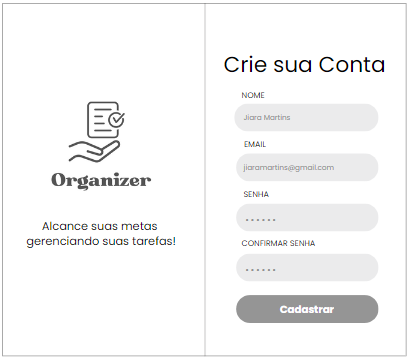 Organizer
Alcance suas metas
gerenciando suas tarefas!
Crie sua Conta
NOME
Jiara Martins
EMAIL
jiaramartins@gmail.com
SENHA
......
CONFIRMAR SENHA
......
Cadastrar